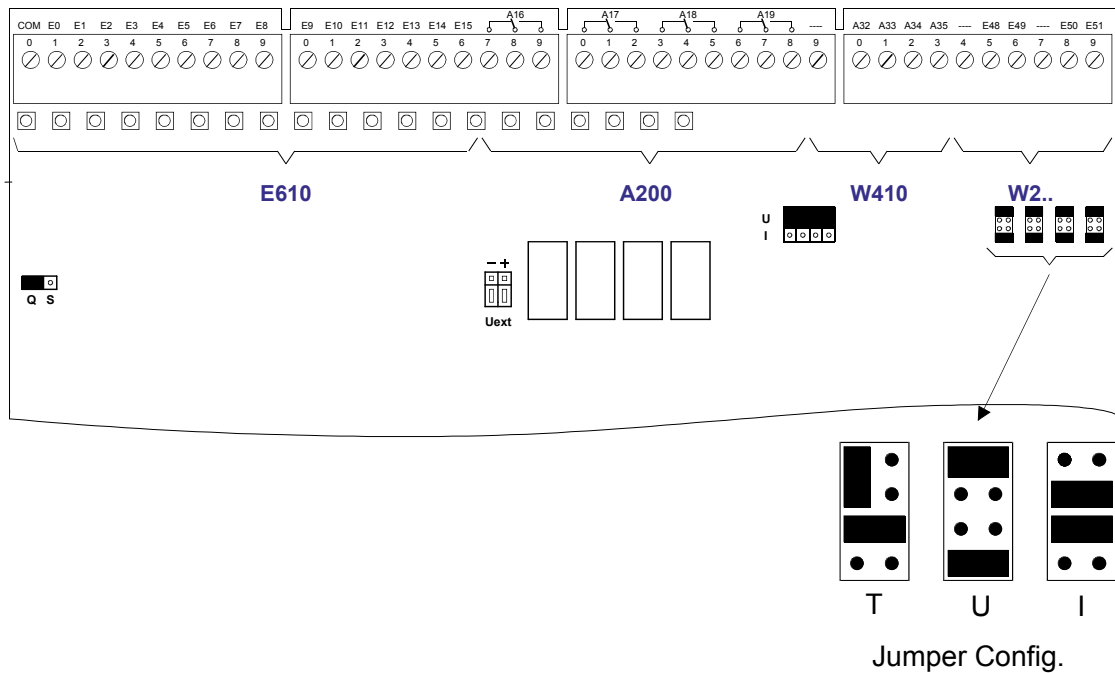 A16 A17 A18 A19
COM E0 E1 E2 E3 E4 E5 E6 E7 E8 E9 E10 E11 E12 E13 E14 E15 ---- A32 A33 A34 A35 ---- E48 E49 ---- E50 E51
0 1 2 3 4 5 6 7 8 9 0 1 2 3 4 5 6 7 8 9 0 1 2 3 4 5 6 7 8 9 0 1 2 3 4 5 6 7 8 9
E610 A200 W410 W2..
U
I
− +
Q S
Uext
T U I
Jumper Config.